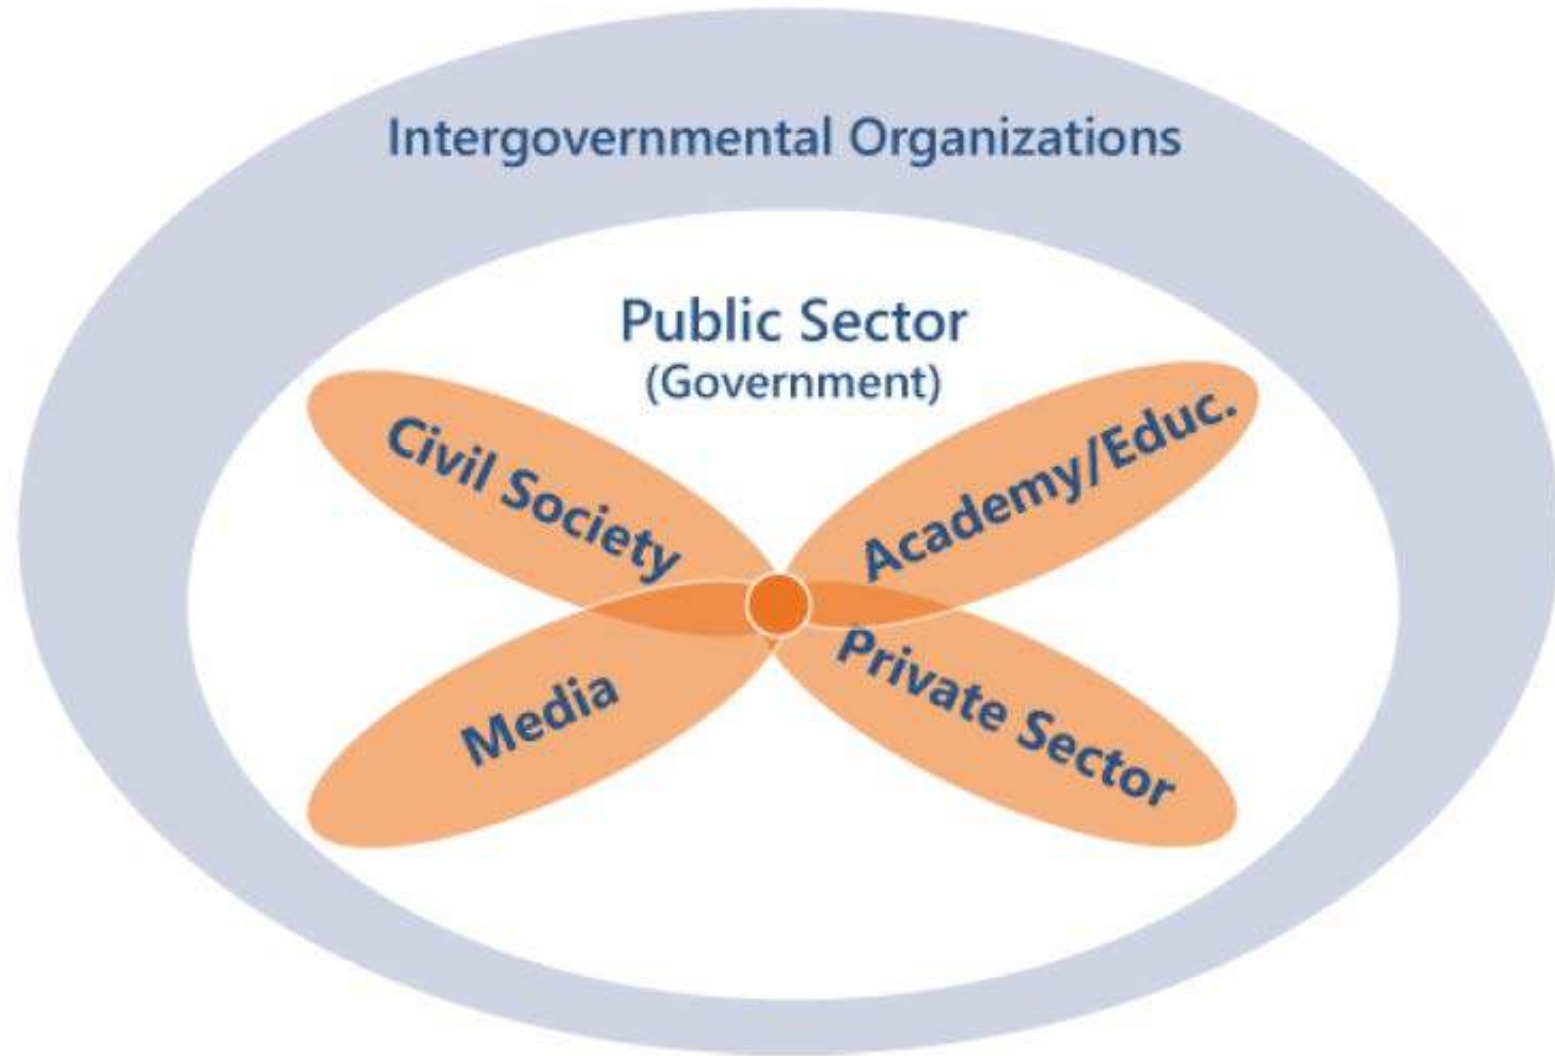 Intergovernmental Organizations
Public Sector
(Government)
Civil Society
Academy/Educ.
Media
Private Sector